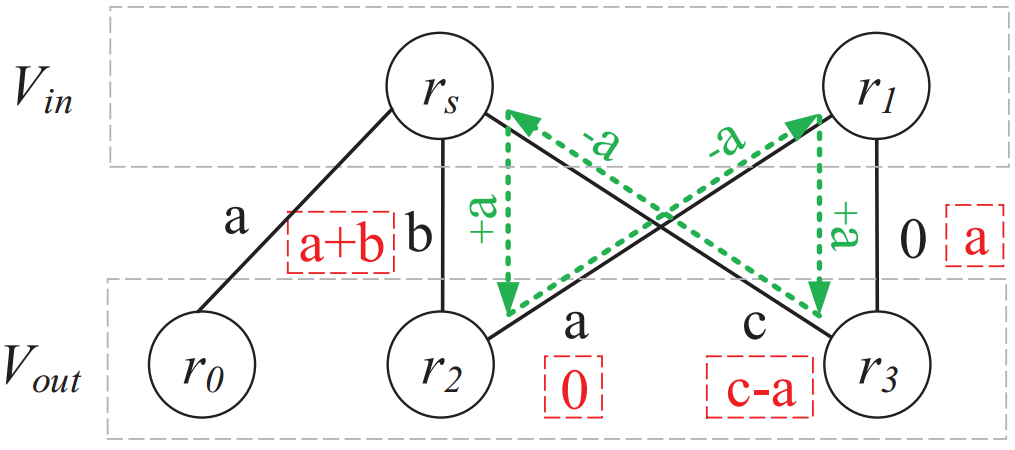 V_in
r_s
r_1
-a
-a
+a
+a
a
a+b
b
0
a
a
c
V_out
r_0
r_2
0
c-a
r_3